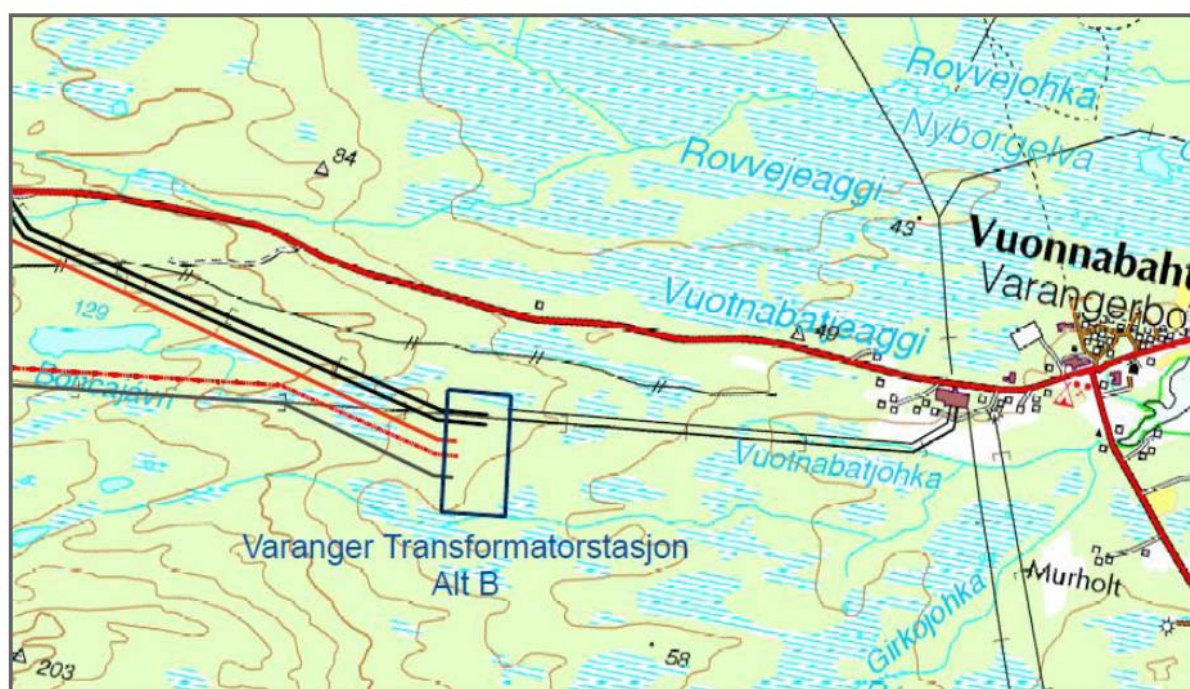 Rovvejohka
Nyborgelva
Rovvejeaggi
84
43
Vuonnabaht
Varangerbo
Vuotnabatjeaggi
49
129
Boncajávri
Vuotnabatjohka
Varanger Transformatorstasjon
Alt B
Murholt
Girkojohka
58
203